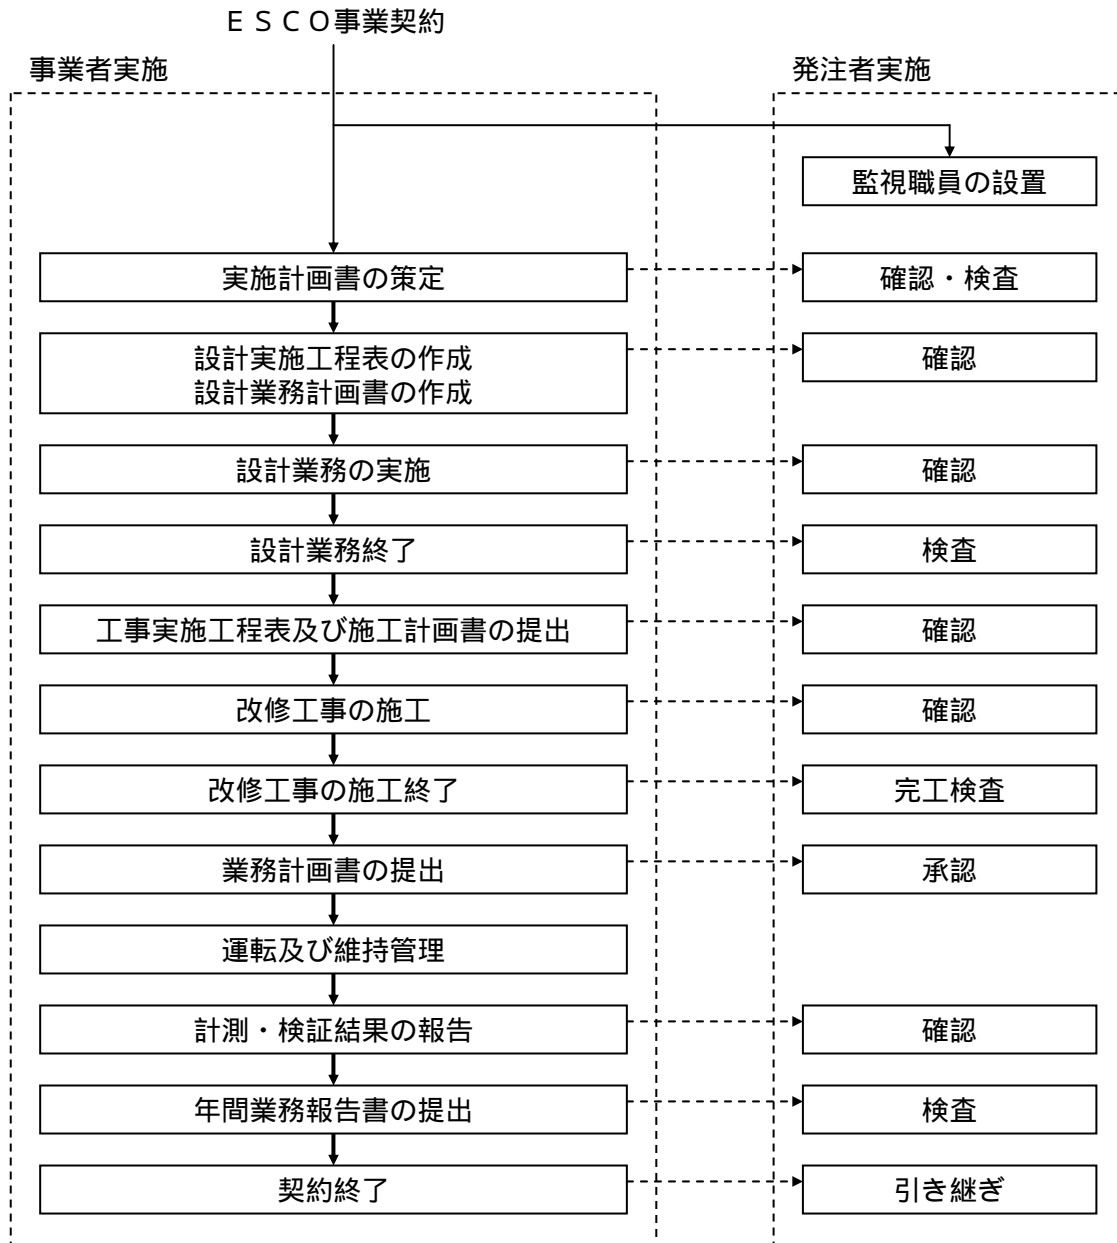 ＥＳＣＯ事業契約
事業者実施
発注者実施
監視職員の設置
実施計画書の策定
確認・検査
設計実施工程表の作成
設計業務計画書の作成
確認
設計業務の実施
確認
設計業務終了
検査
工事実施工程表及び施工計画書の提出
確認
改修工事の施工
確認
改修工事の施工終了
完工検査
業務計画書の提出
承認
運転及び維持管理
計測・検証結果の報告
確認
年間業務報告書の提出
検査
契約終了
引き継ぎ